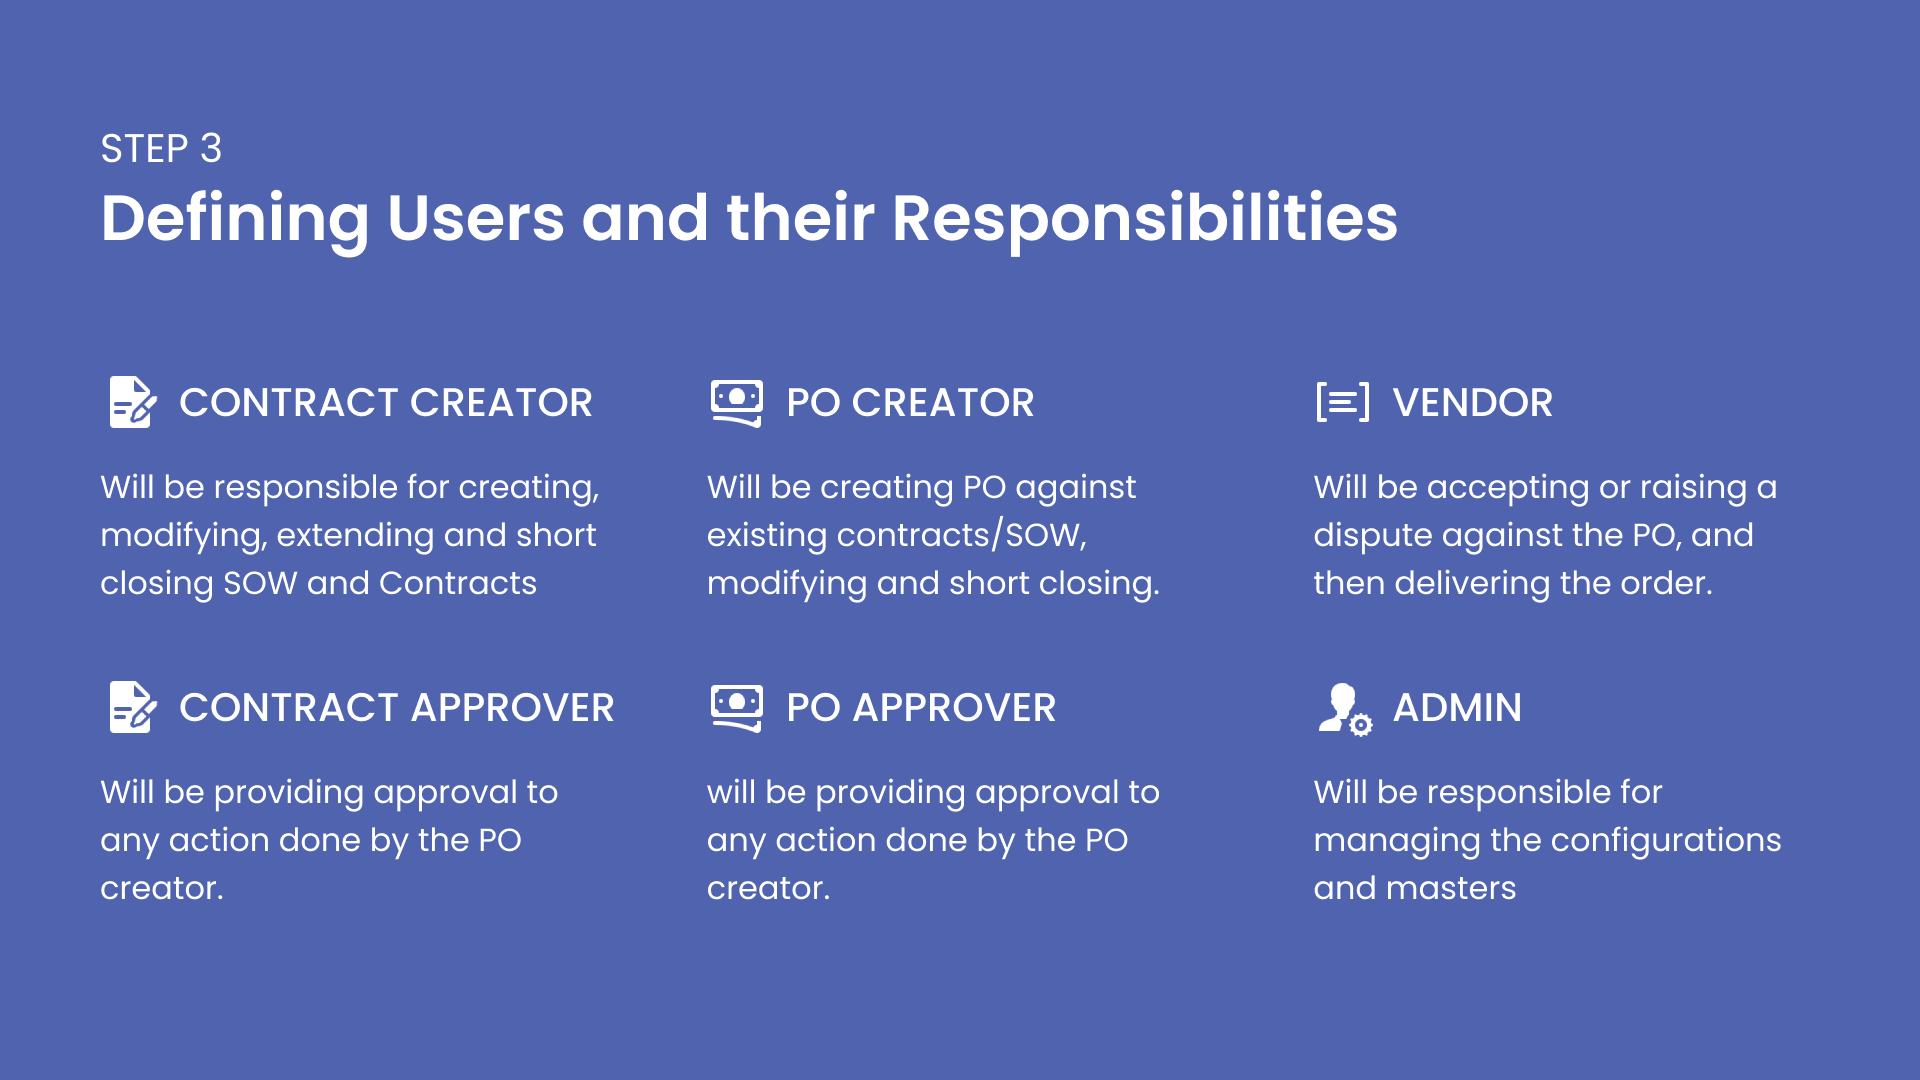 STEP 3
Defining Users and their Responsibilities
CONTRACT CREATOR
Will be responsible for creating,
modifying, extending and short
closing SOW and Contracts
PO CREATOR
Will be creating PO against
existing contracts/SOW,
modifying and short closing.
VENDOR
Will be accepting or raising a
dispute against the PO, and
then delivering the order.
CONTRACT APPROVER
Will be providing approval to
any action done by the PO
creator.
PO APPROVER
will be providing approval to
any action done by the PO
creator.
ADMIN
Will be responsible for
managing the configurations
and masters